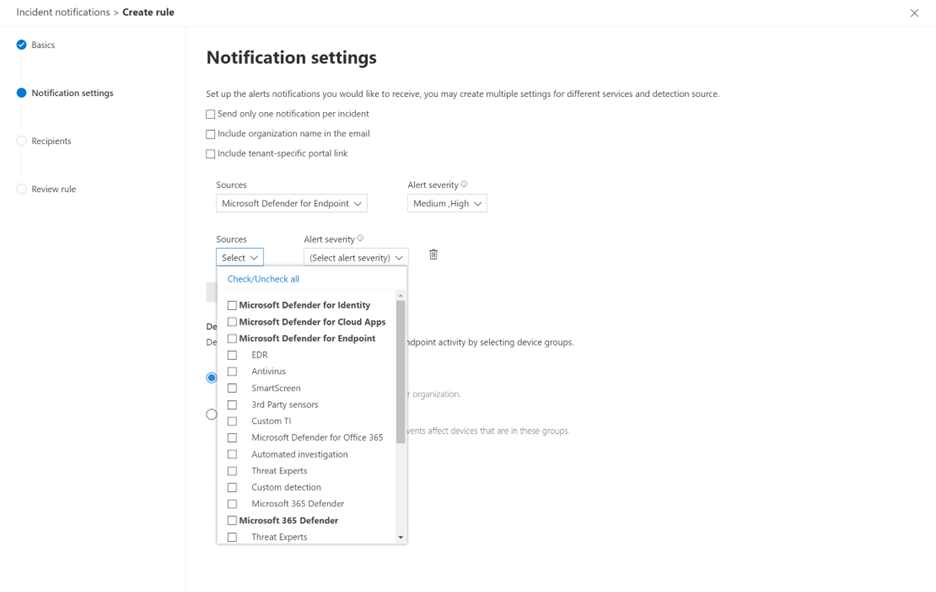 Incident notifications > Create rule
Basics
Notification settings
Recipients
Review rule
Notification settings
Set up the alerts notifications you would like to receive, you may create multiple settings for different services and detection source.
Send only one notification per incident
Include organization name in the email
Include tenant-specific portal link
Sources Alert severity
Microsoft Defender for Endpoint Medium ,High
Sources Alert severity
Select (Select alert severity)
Check/Uncheck all
Microsoft Defender for Identity
Microsoft Defender for Cloud Apps
De
Microsoft Defender for Endpoint
De ndpoint activity by selecting device groups.
EDR
Antivirus
SmartScreen
r organization.
3rd Party sensors
Custom TI
vents affect devices that are in these groups.
Microsoft Defender for Office 365
Automated investigation
Threat Experts
Custom detection
Microsoft 365 Defender
Microsoft 365 Defender
Threat Experts